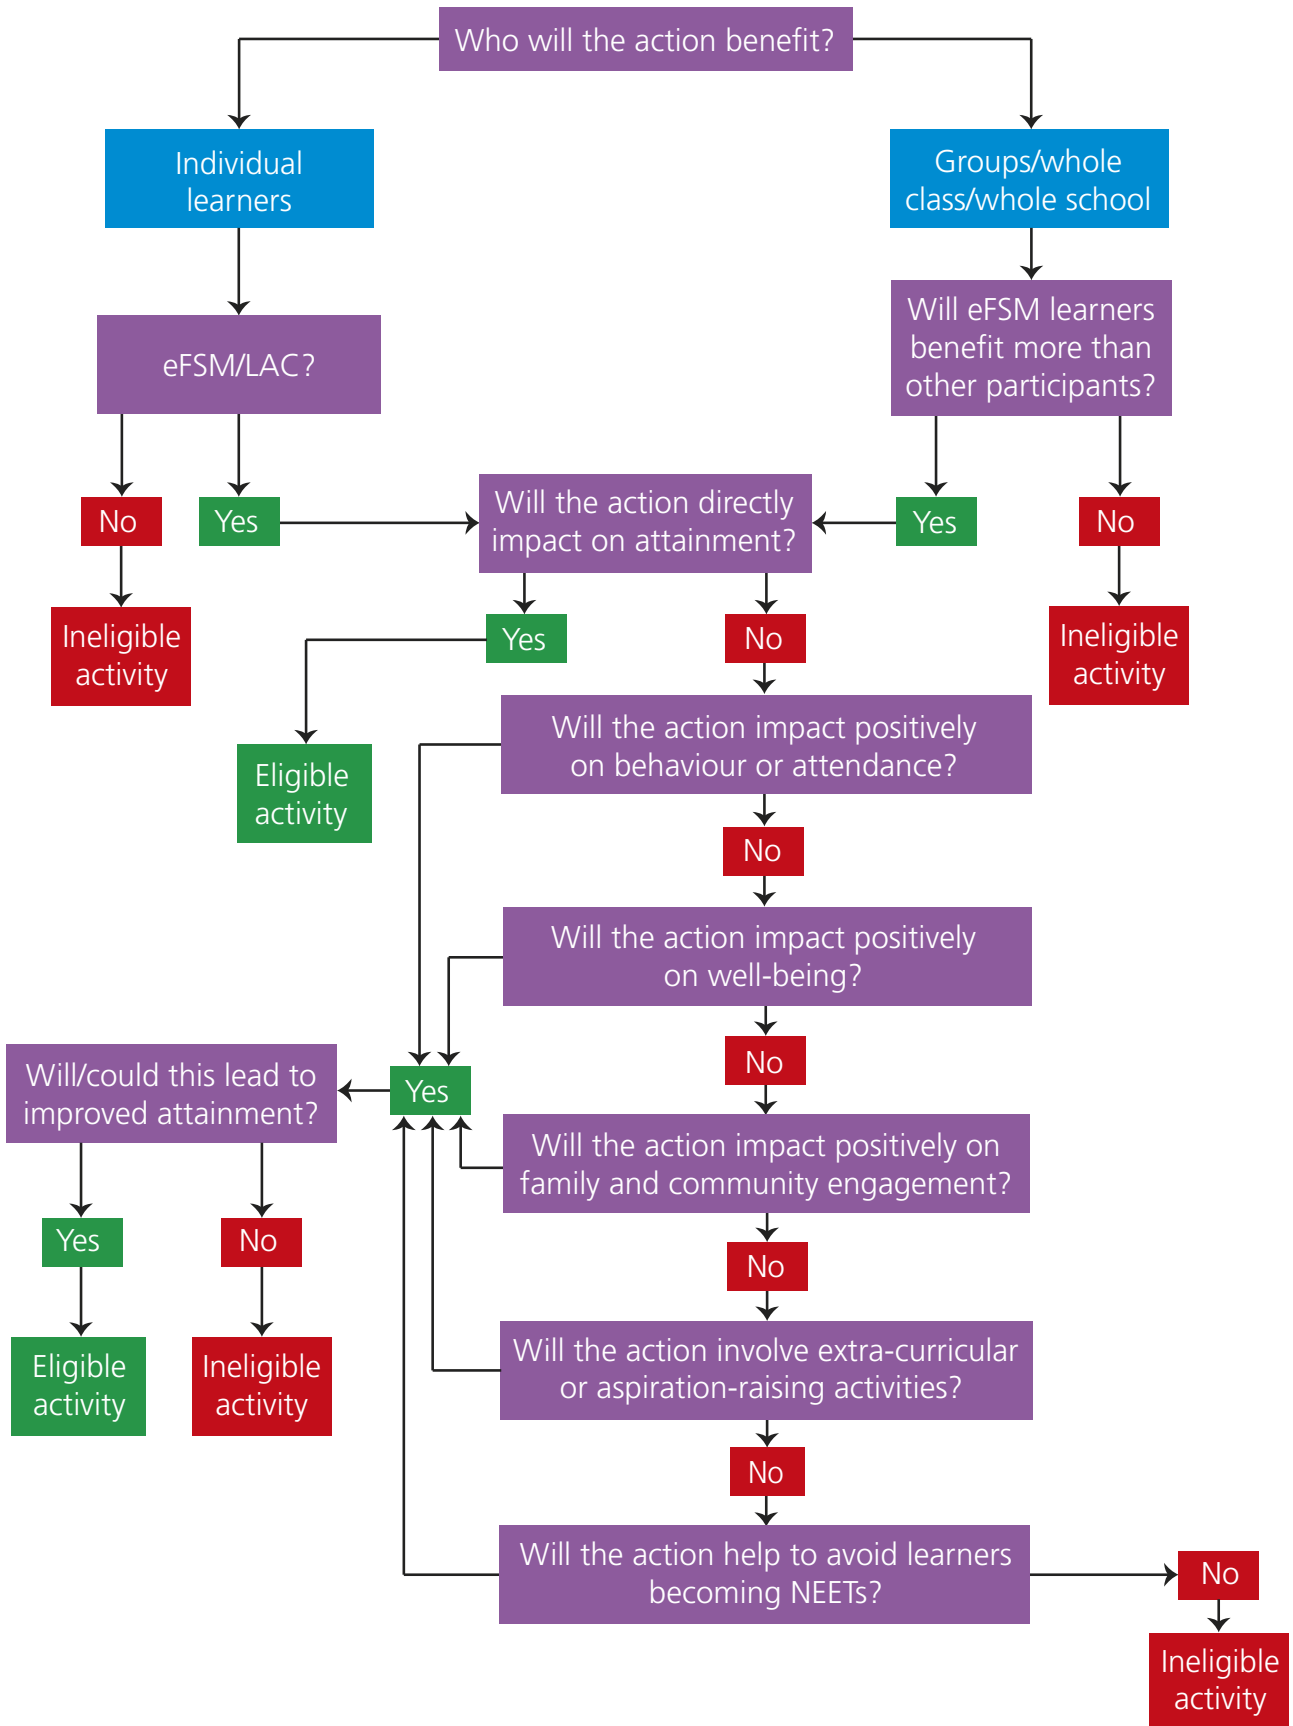 Who will the action benefit?
Individual
learners
Groups/whole
class/whole school
eFSM/LAC?
Will eFSM learners
benefit more than
other participants?
No
Yes
Will the action directly
impact on attainment?
Yes
No
Ineligible
activity
Yes
No
Ineligible
activity
Eligible
activity
Will the action impact positively
on behaviour or attendance?
No
Will the action impact positively
on well-being?
No
Will/could this lead to
improved attainment?
Yes
Will the action impact positively on
family and community engagement?
Yes
No
No
Eligible
activity
Ineligible
activity
Will the action involve extra-curricular
or aspiration-raising activities?
No
Will the action help to avoid learners
becoming NEETs?
No
Ineligible
activity